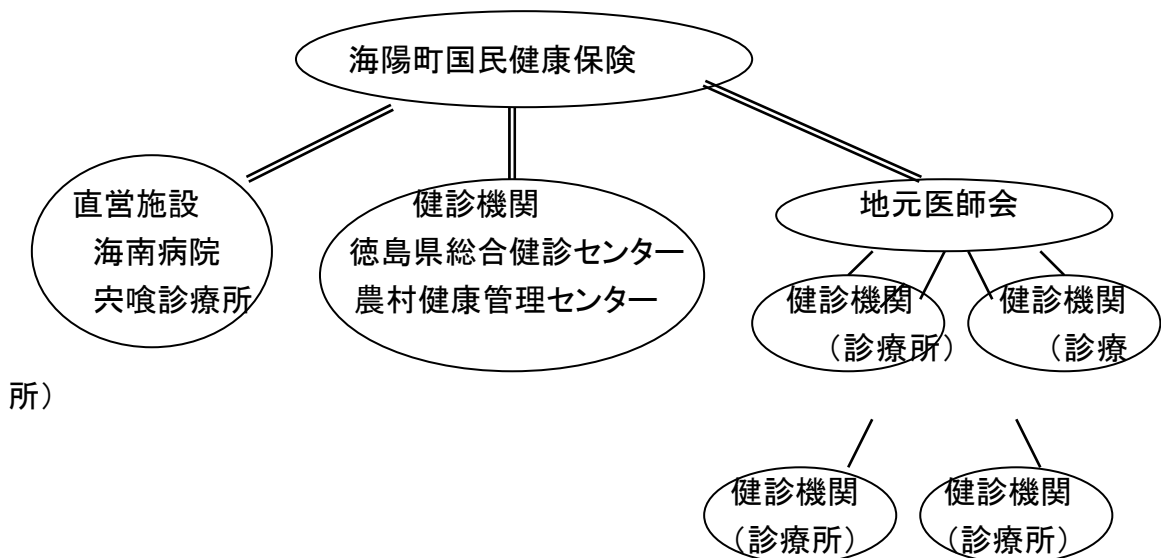 海陽町国民健康保険
直営施設
海南病院
宍喰診療所
健診機関
徳島県総合健診センター
農村健康管理センター
地元医師会
健診機関
（診療所）
健診機関
（診療
所）
健診機関
（診療所）
健診機関
（診療所）